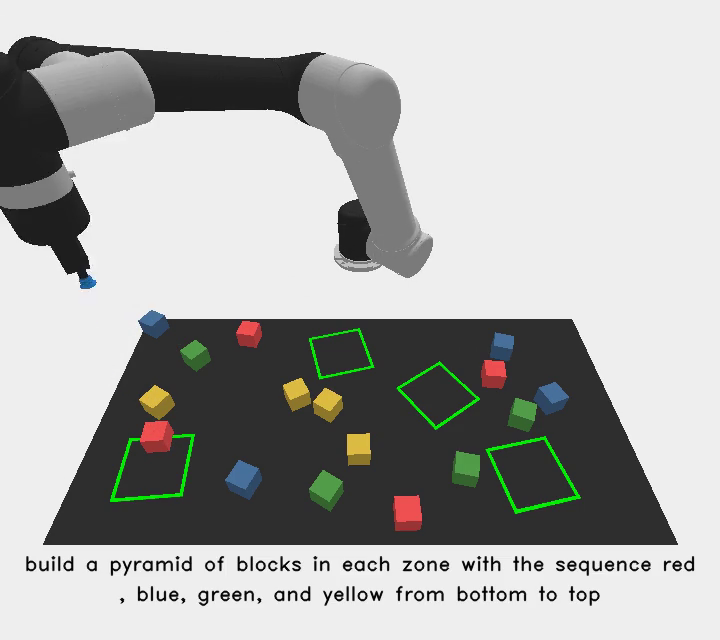 build a pyramid of blocks in each zone with the sequence red
, blue, green, and yellow from bottom to top